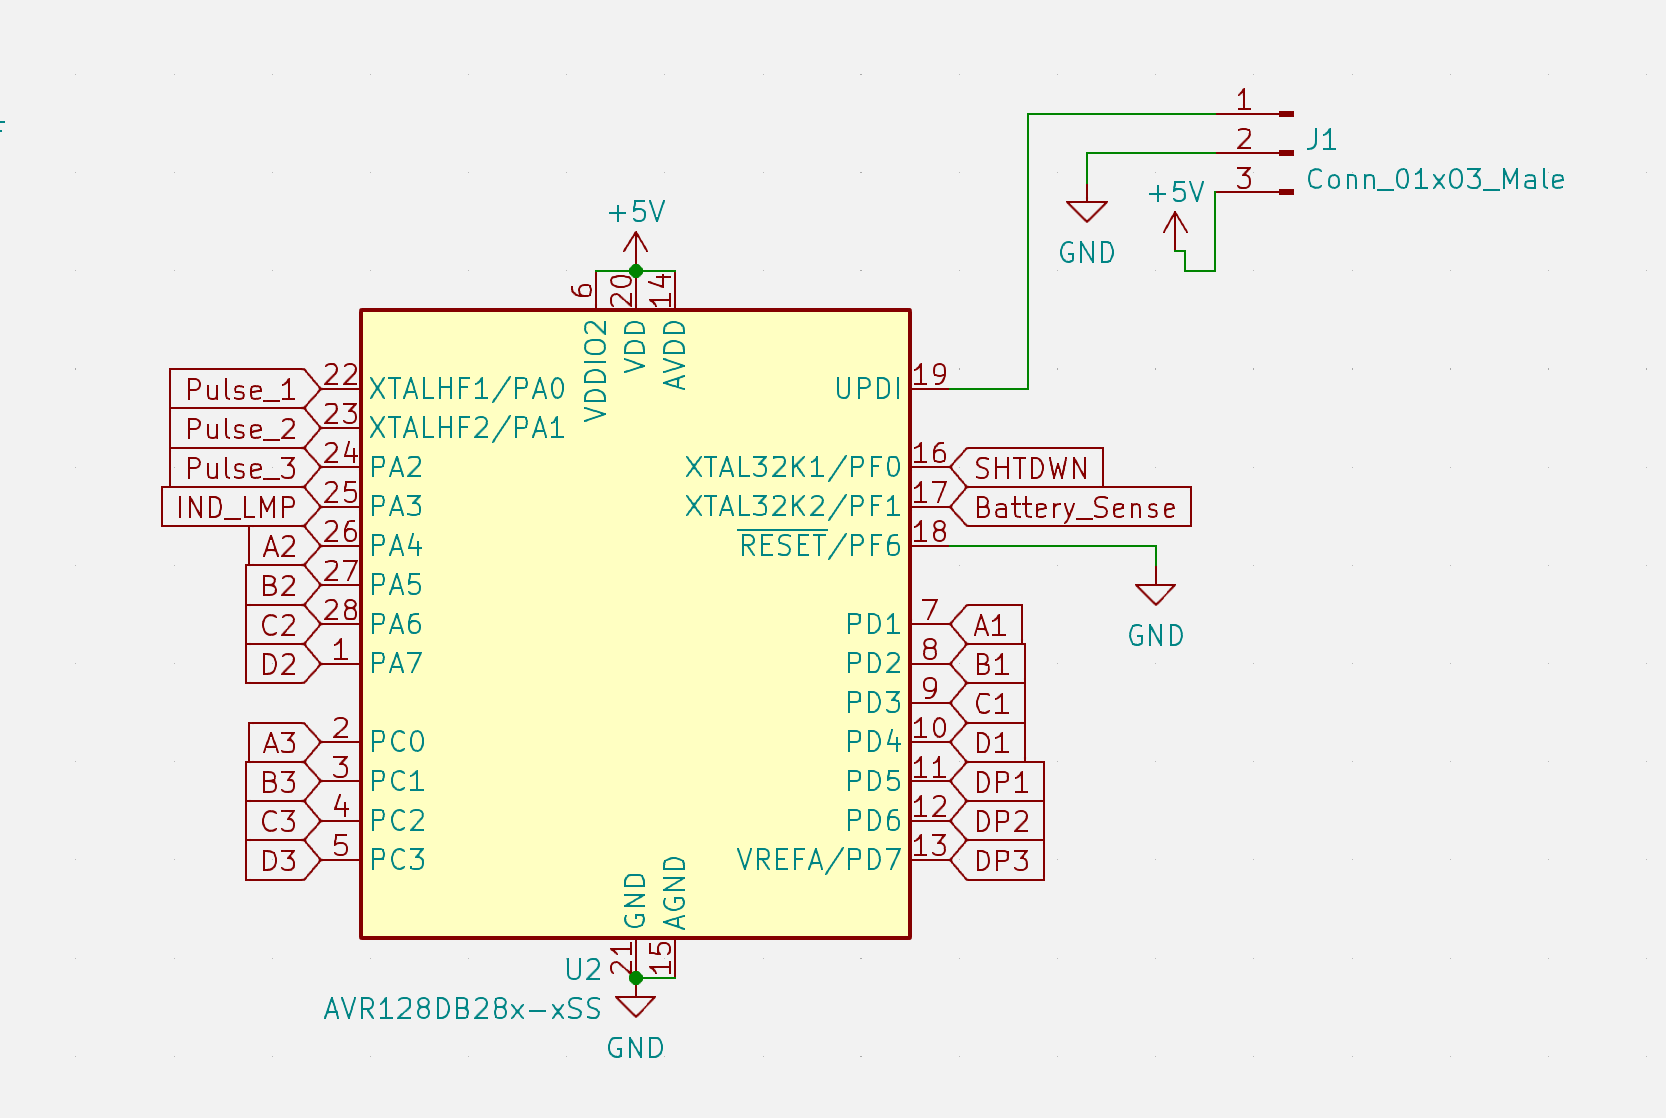 1
J1
2
Conn_01x03_Male
3
+5V
GND
+5V
6
20
14
VDDIO2
VDD
AVDD
Pulse_1
22
XTALHF1/PA0
UPDI
19
Pulse_2
23
XTALHF2/PA1
Pulse_3
24
PA2
XTAL32K1/PF0
16
SHTDWN
IND_LMP
25
PA3
XTAL32K2/PF1
17
Battery_Sense
A2
26
PA4
RESET/PF6
18
GND
B2
27
PA5
C2
28
PA6
PD1
7
A1
D2
1
PA7
PD2
8
B1
PD3
9
C1
A3
2
PC0
PD4
10
D1
B3
3
PC1
PD5
11
DP1
C3
4
PC2
PD6
12
DP2
D3
5
PC3
VREFA/PD7
13
DP3
GND
AGND
21
15
U2
AVR128DB28x-xSS
GND